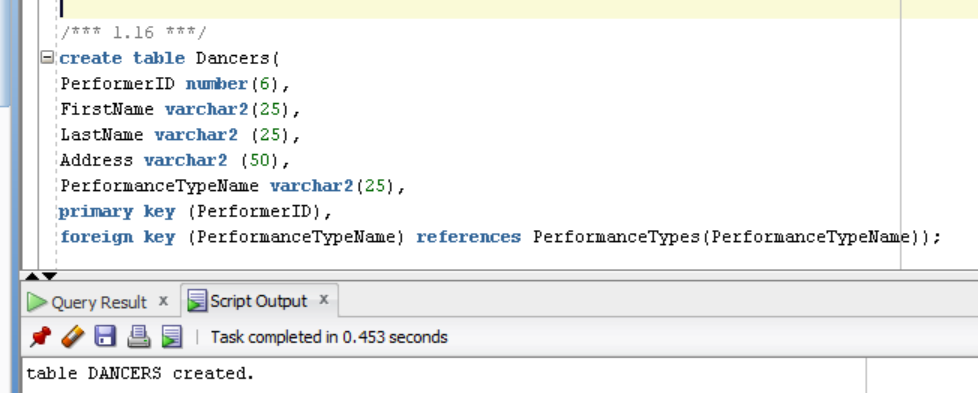 /*** 1.16 ***/
create table Dancers(
PerformerID number(6),
FirstName varchar2(25),
LastName varchar2 (25),
Address varchar2 (50),
PerformanceTypeName varchar2(25),
primary key (PerformerID),
foreign key (PerformanceTypeName) references PerformanceTypes(PerformanceTypeName));
Query Result x Script Output x
Task completed in 0.453 seconds
table DANCERS created.